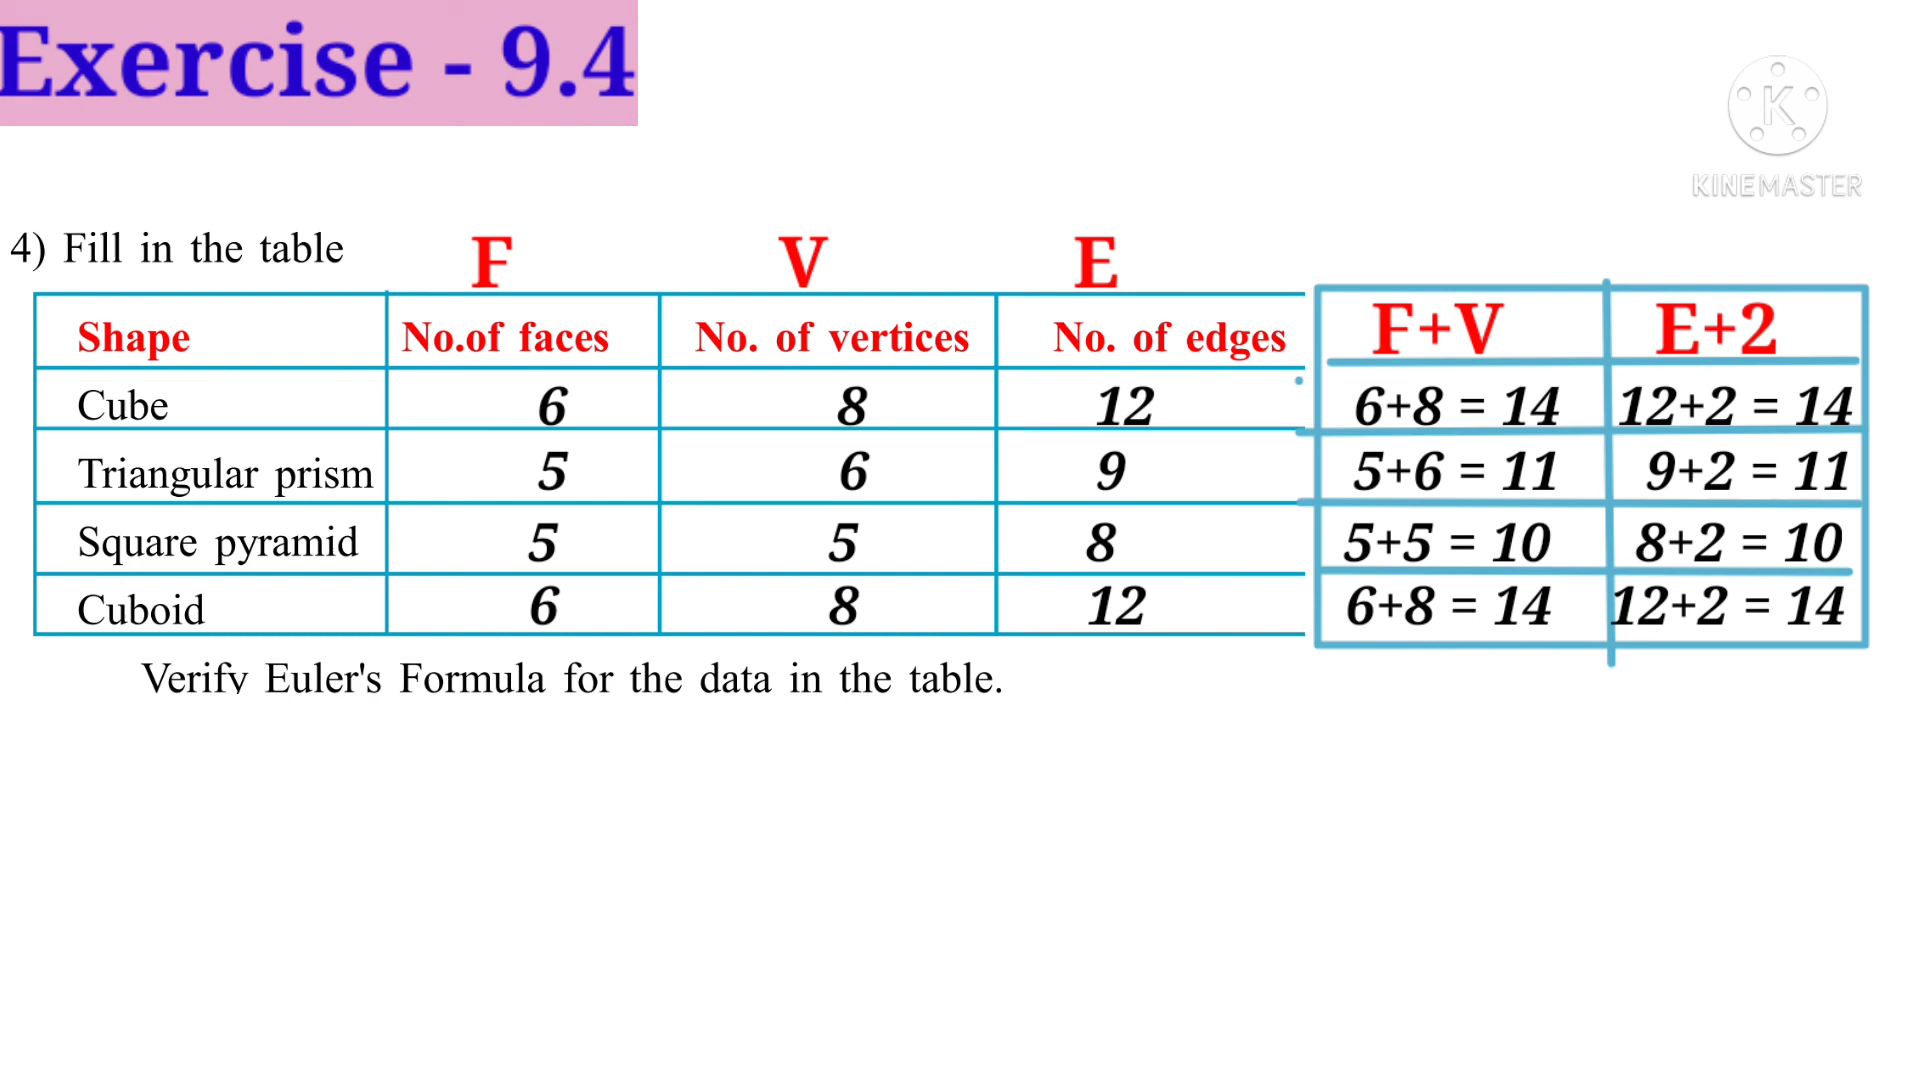 Exercise - 9.4
K
KINEMASTER
4) Fill in the table F V E
Shape No.of faces No. of vertices No. of edges F+V E+2
Cube 6 8 12 6+8 = 14 12+2 = 14
Triangular prism 5 6 9 5+6 = 11 9+2 = 11
Square pyramid 5 5 8 5+5 = 10 8+2 = 10
Cuboid 6 8 12 6+8 = 14 12+2 = 14
Verify Euler's Formula for the data in the table.